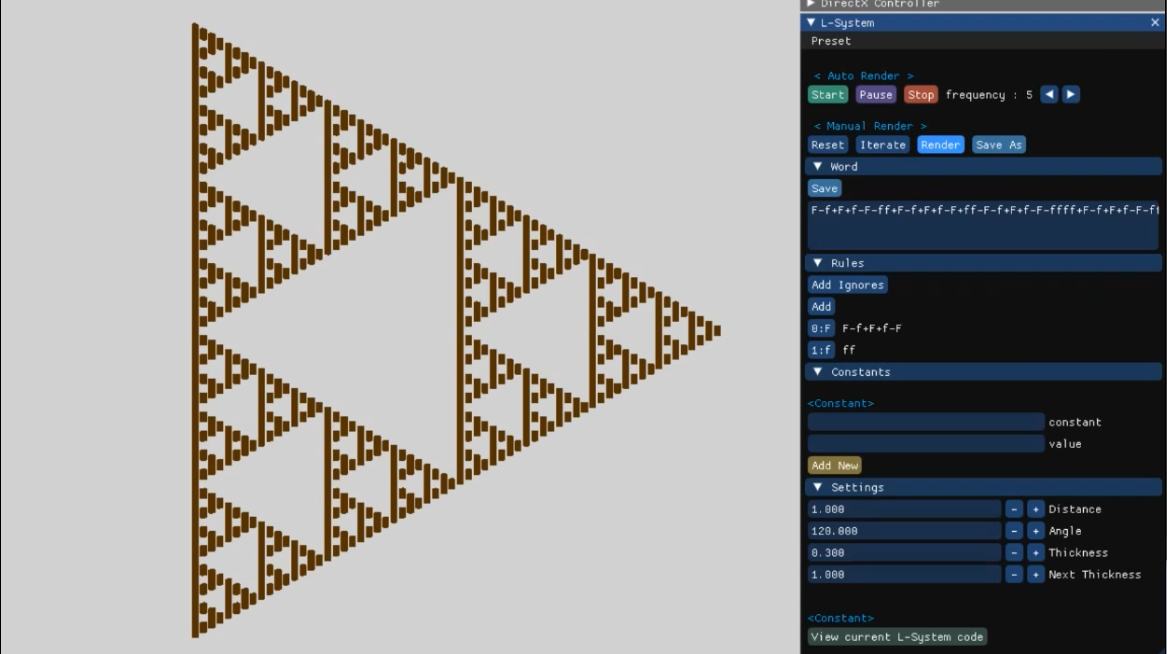 DirectX Controller
L-System
Preset
< Auto Render >
Start Pause Stop frequency : 5
< Manual Render >
Reset Iterate Render Save As
Word
Save
F-f+F+f-F-ff+F-f+F+f-F+ff-F-f+F+f-F-ffff+F-f+F+f-F-ff
Rules
Add Ignores
Add
0:F F-f+F+f-F
1:f ff
Constants
<Constant>
constant
value
Add New
Settings
1.000 - + Distance
120.000 - + Angle
0.300 - + Thickness
1.000 - + Next Thickness
<Constant>
View current L-System code